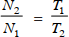 N₂/N₁ = T₁/T₂